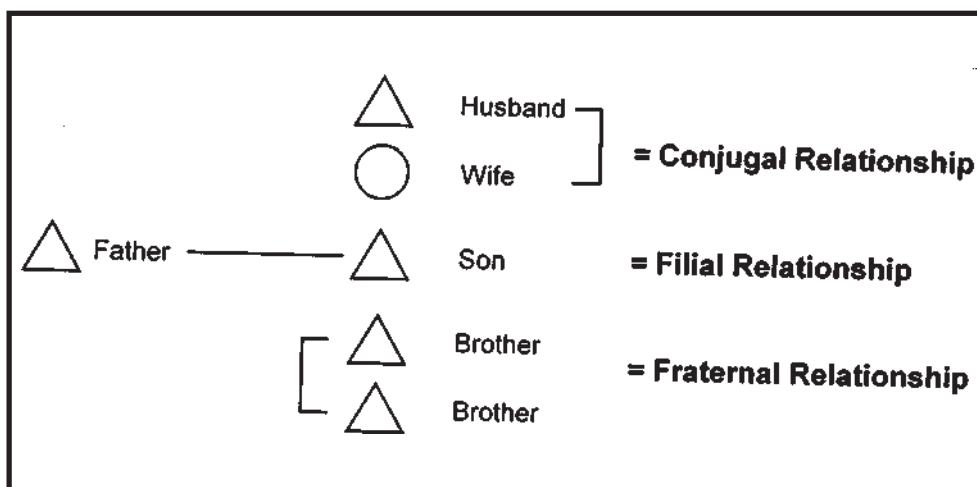 Husband
= Conjugal Relationship
Wife
Father
Son
= Filial Relationship
Brother
= Fraternal Relationship
Brother